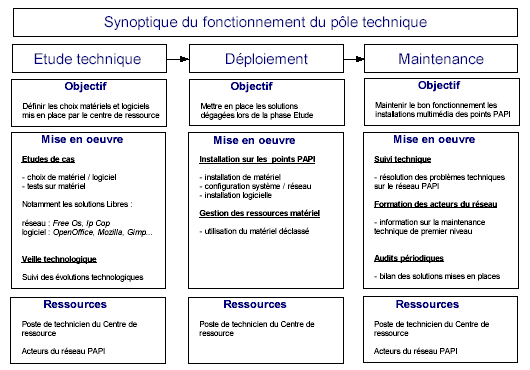 Synoptique du fonctionnement du pôle technique
Etude technique
Objectif
Définir les choix matériels et logiciels
mis en place par le centre de ressource
Mise en oeuvre
Etudes de cas
- choix de matériel / logiciel
- tests sur matériel
Notamment les solutions Libres :
réseau : Free Os, Ip Cop
logiciel : OpenOffice, Mozilla, Gimp...
Veille technologique
Suivi des évolutions technologiques
Ressources
Poste de technicien du Centre de
ressource
Acteurs du réseau PAPI
Déploiement
Objectif
Mettre en place les solutions
dégagées lors de la phase Etude
Mise en oeuvre
Installation sur les points PAPI
- installation de matériel
- configuration système / réseau
- installation logicielle
Gestion des ressources matériel
- utilisation du matériel déclassé
Ressources
Poste de technicien du Centre de
ressource
Maintenance
Objectif
Maintenir le bon fonctionnement les
installations multimédia des points PAPI
Mise en oeuvre
Suivi technique
- résolution des problèmes techniques
sur le réseau PAPI
Formation des acteurs du réseau
- information sur la maintenance
technique de premier niveau
Audits périodiques
- bilan des solutions mises en places
Ressources
Poste de technicien du Centre de
ressource
Acteurs du réseau PAPI